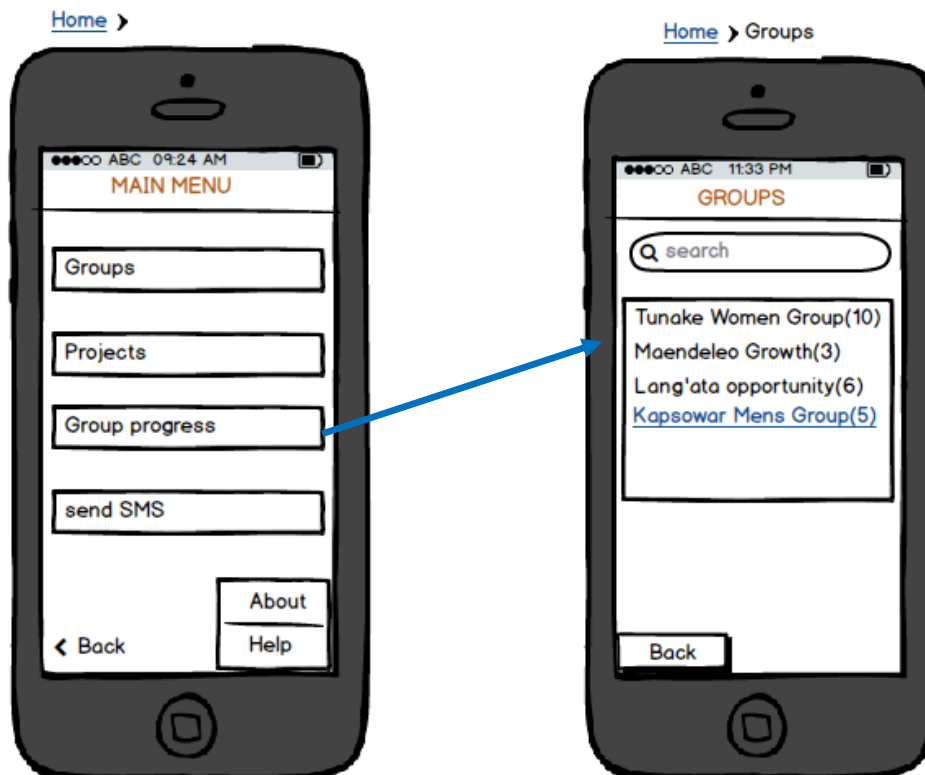 Home ❯
ABC 09:24 AM
MAIN MENU
Groups
Projects
Group progress
send SMS
About
Help
Back
Home ❯ Groups
ABC 11:33 PM
GROUPS
search
Tunake Women Group(10)
Maendeleo Growth(3)
Lang'ata opportunity(6)
Kapsowar Mens Group(5)
Back